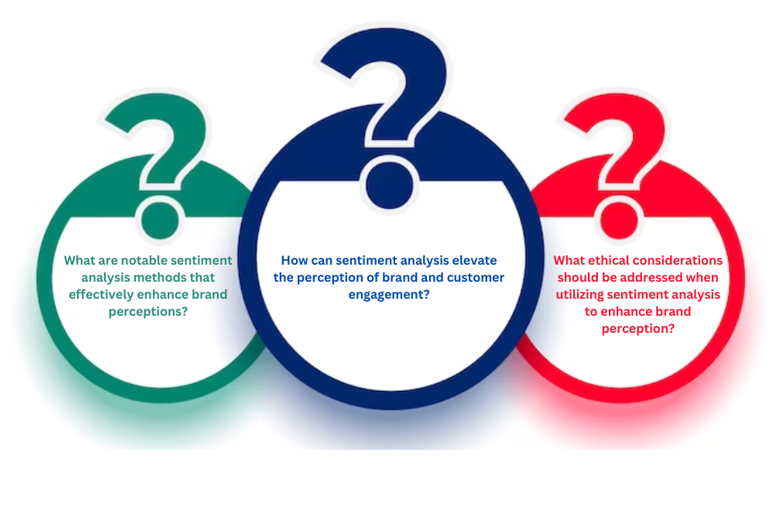 What are notable sentiment
analysis methods that
effectively enhance brand
perceptions?
How can sentiment analysis elevate
the perception of brand and customer
engagement?
What ethical considerations
should be addressed when
utilizing sentiment analysis
to enhance brand
perception?